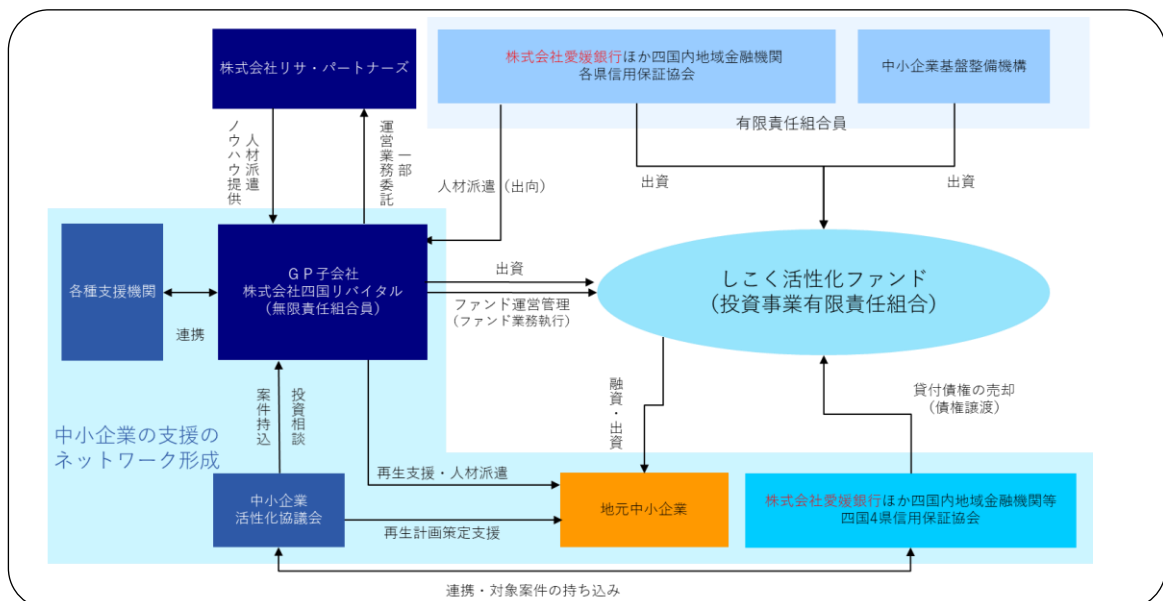 株式会社リサ・パートナーズ
株式会社愛媛銀行ほか四国内地域金融機関
各県信用保証協会
中小企業基盤整備機構
有限責任組合員
人材派遣
ノウハウ提供
一部
運営業務委託
人材派遣（出向）
出資
出資
各種支援機関
連携
ＧＰ子会社
株式会社四国リバイタル
（無限責任組合員）
出資
ファンド運営管理
（ファンド業務執行）
しこく活性化ファンド
（投資事業有限責任組合）
投資相談
案件持込
融資・出資
貸付債権の売却
（債権譲渡）
中小企業の支援の
ネットワーク形成
再生支援・人材派遣
中小企業
活性化協議会
再生計画策定支援
地元中小企業
株式会社愛媛銀行ほか四国内地域金融機関等
四国4県信用保証協会
連携・対象案件の持ち込み